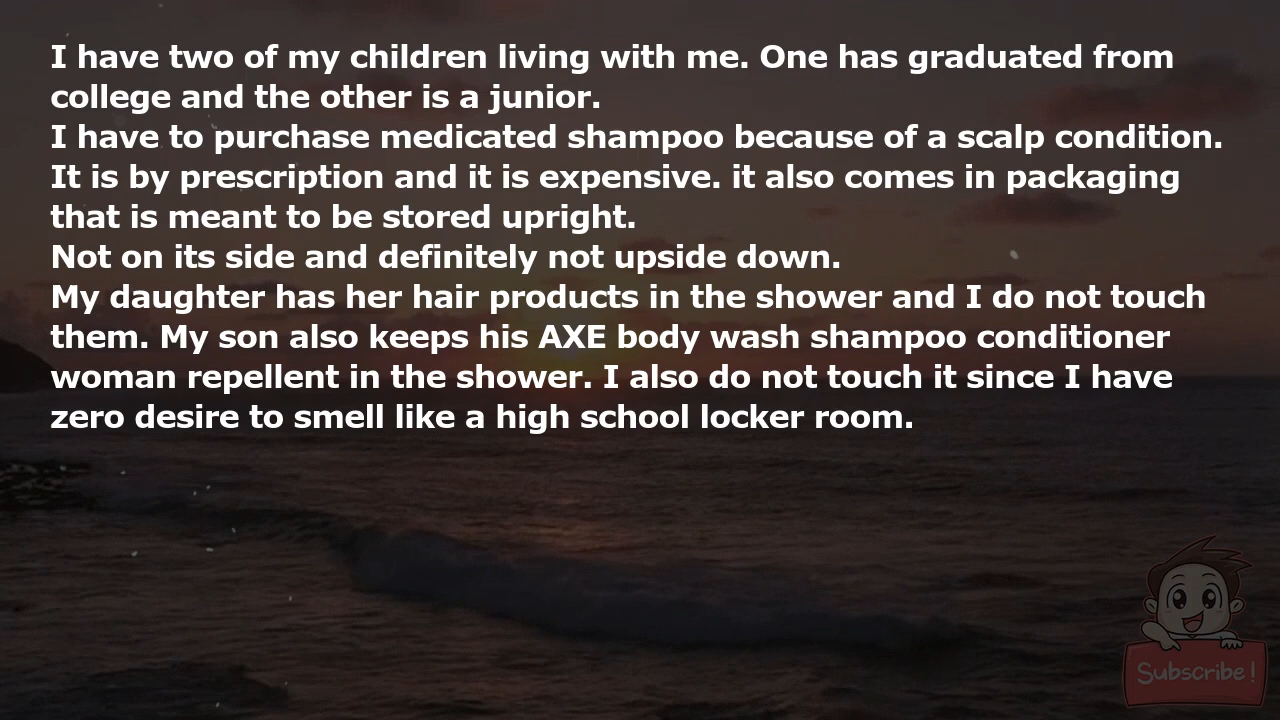 I have two of my children living with me. One has graduated from
college and the other is a junior.
I have to purchase medicated shampoo because of a scalp condition.
It is by prescription and it is expensive. it also comes in packaging
that is meant to be stored upright.
Not on its side and definitely not upside down.
My daughter has her hair products in the shower and I do not touch
them. My son also keeps his AXE body wash shampoo conditioner
woman repellent in the shower. I also do not touch it since I have
zero desire to smell like a high school locker room.
Subscribe!